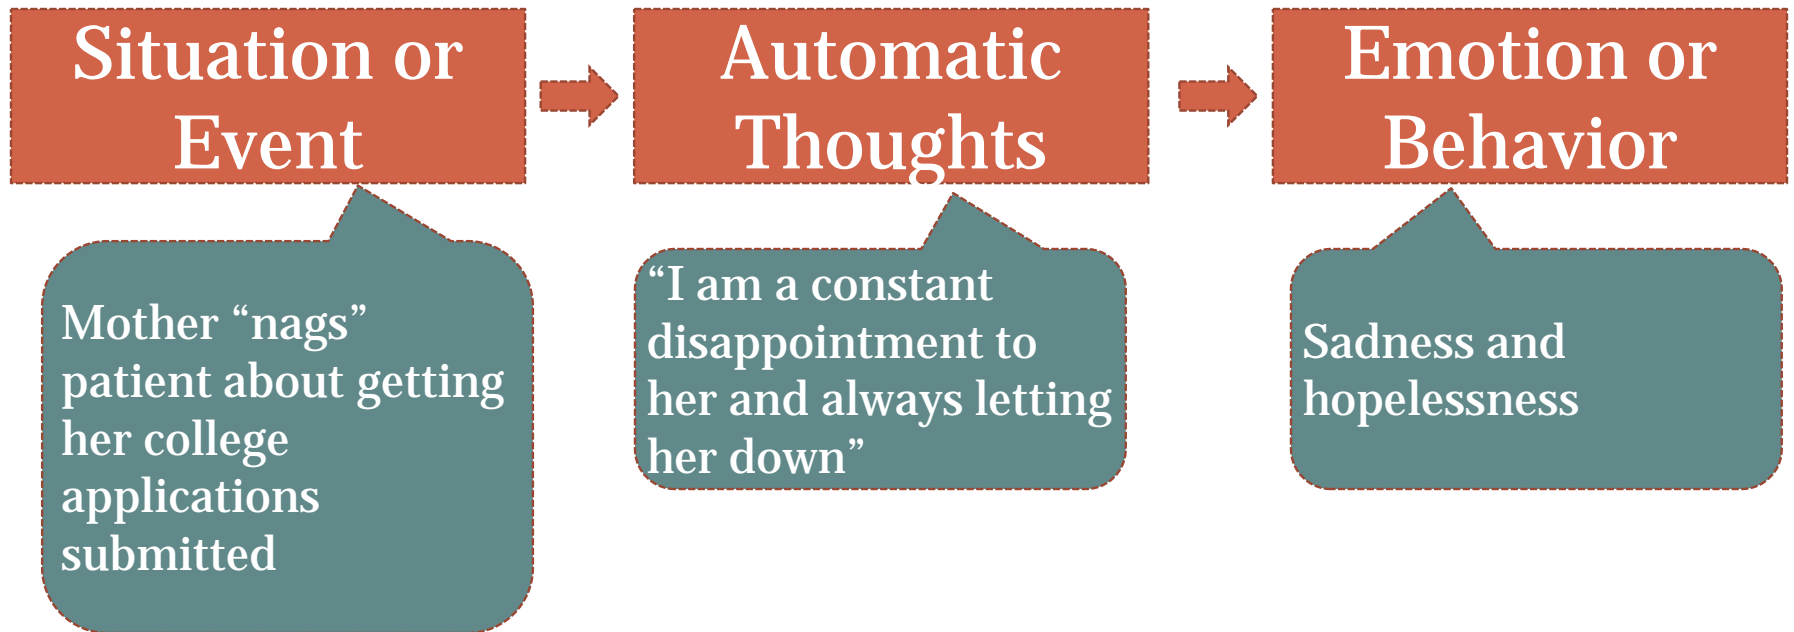 Situation or
Event
Automatic
Thoughts
Emotion or
Behavior
Mother “nags”
patient about getting
her college
applications
submitted
“I am a constant
disappointment to
her and always letting
her down”
Sadness and
hopelessness